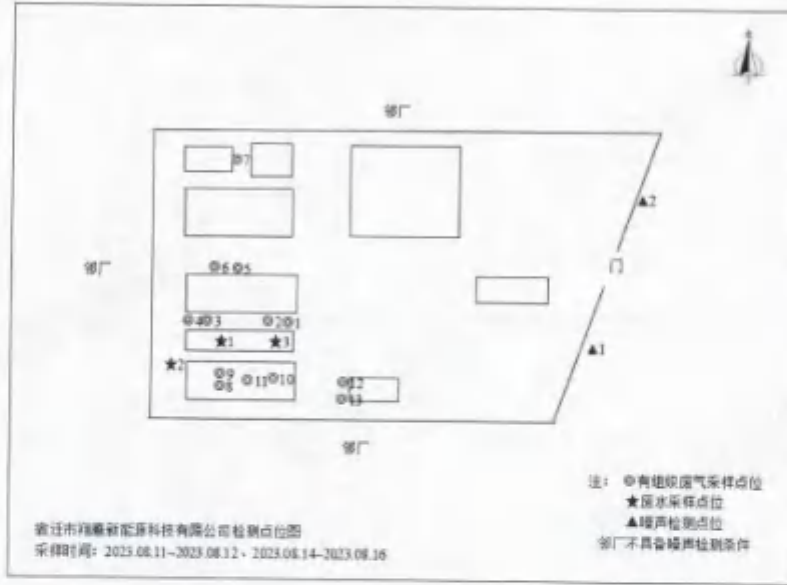 邻厂
◎7
▲2
邻厂
◎6 ◎5
门
◎4 ◎3 ◎2 ◎1
★1 ★3
▲1
★2
◎9
◎8 ◎11 ◎10
◎12
◎13
邻厂
注: ◎有组织废气采样点位
★废水采样点位
▲噪声检测点位
邻厂不具备噪声检测条件
宿迁市翔鹰新能源科技有限公司检测点位图
采样时间: 2023.08.11~2023.08.12、2023.08.14~2023.08.16